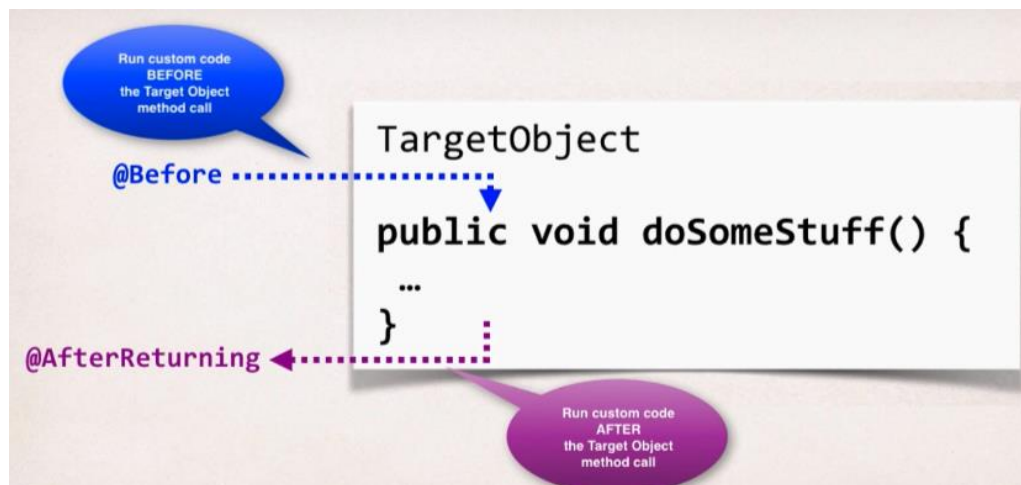 Run custom code
BEFORE
the Target Object
method call
@Before
TargetObject
public void doSomeStuff() {
…
}
@AfterReturning
Run custom code
AFTER
the Target Object
method call